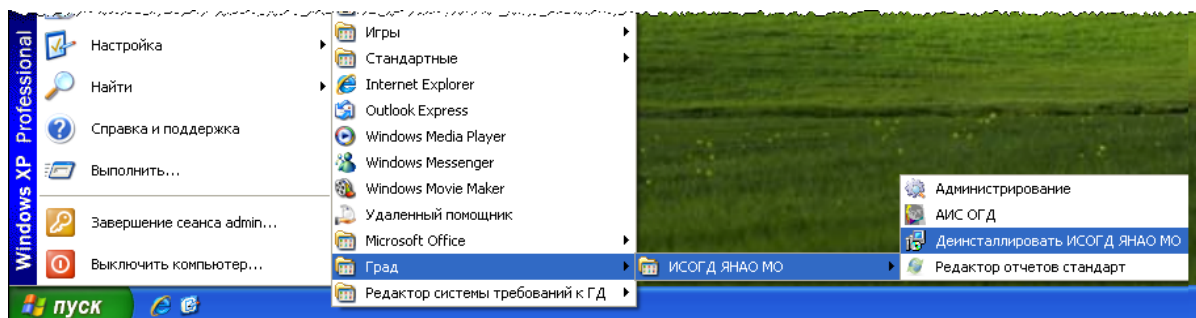 Windows XP Professional
Настройка
Найти
Справка и поддержка
Выполнить...
Завершение сеанса admin...
Выключить компьютер...
Игры
Стандартные
Internet Explorer
Outlook Express
Windows Media Player
Windows Messenger
Windows Movie Maker
Удаленный помощник
Microsoft Office
Град
Редактор системы требований к ГД
ИСОГД ЯНАО МО
Администрирование
АИС ОГД
Деинсталлировать ИСОГД ЯНАО МО
Редактор отчетов стандарт
пуск